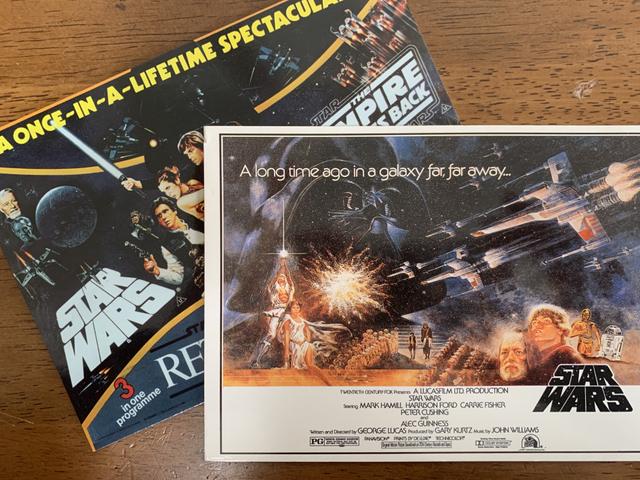 A ONCE-IN-A-LIFETIME SPECTACULAR
STAR
THE
EMPIRE
BACK
WARS
STAR
WARS
3
in one
programme
A long time ago in a galaxy far, far away...
TWENTIETH CENTURY FOX Presents A LUCASFILM LTD. PRODUCTION
STAR WARS
Starring MARK HAMILL HARRISON FORD CARRIE FISHER
PETER CUSHING
and
ALEC GUINNESS
Written and Directed by GEORGE LUCAS Produced by GARY KURTZ Music by JOHN WILLIAMS
PG PANAVISION PRINTS BY DE LUXE TECHNICOLOR
STAR
WARS